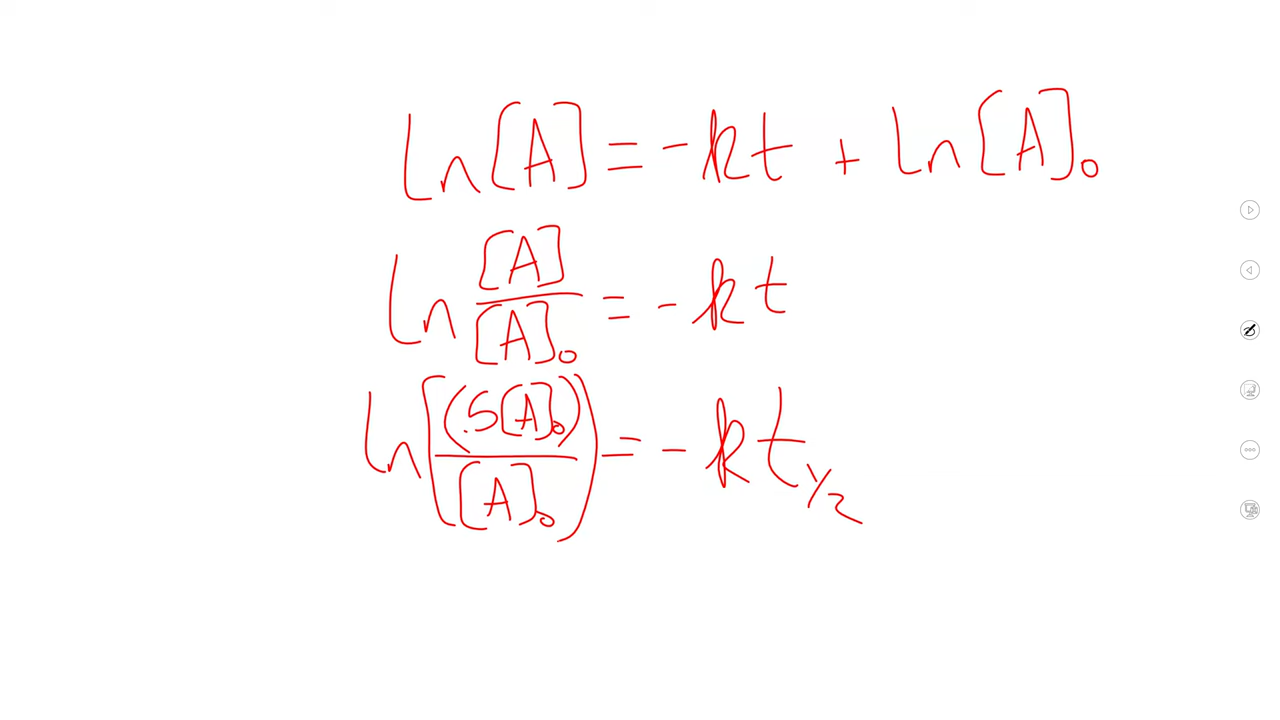 ln[A] = -kt + ln[A]₀
ln [A]/[A]₀ = -kt
ln((.5[A]₀)/[A]₀) = -kt₁/₂